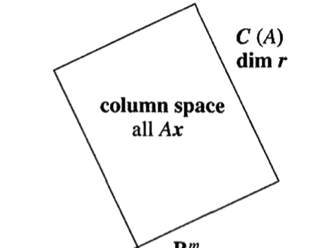 C (A)
dim r
column space
all Ax
R^m